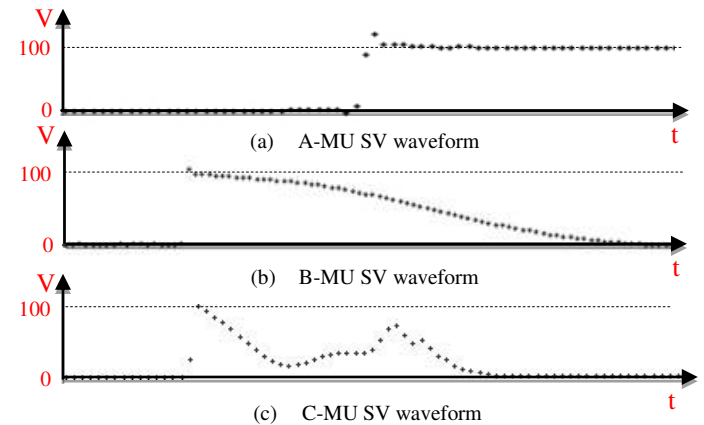 V
100
0
t
(a) A-MU SV waveform
V
100
0
t
(b) B-MU SV waveform
V
100
0
t
(c) C-MU SV waveform